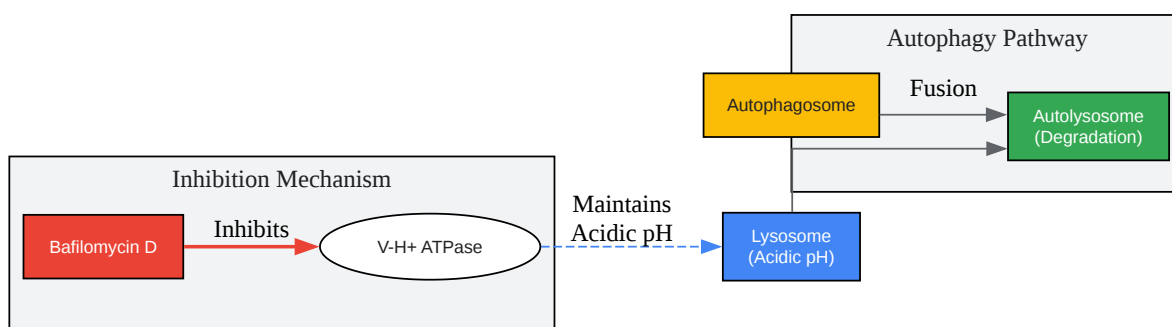 Autophagy Pathway
Autophagosome
Fusion
Autolysosome
(Degradation)
Inhibition Mechanism
Bafilomycin D
Inhibits
V-H+ ATPase
Maintains
Acidic pH
Lysosome
(Acidic pH)